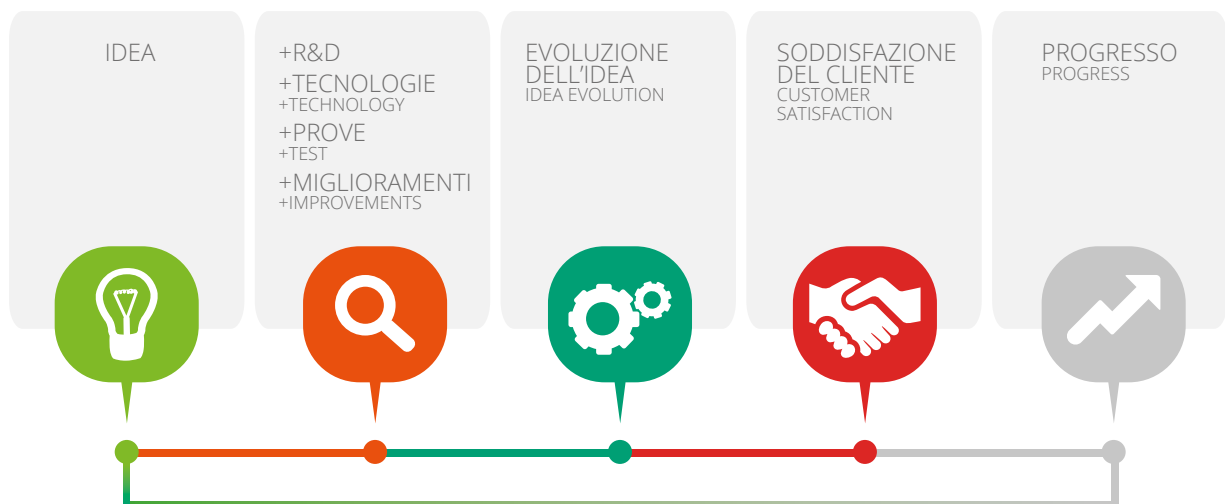 IDEA
+R&D
+TECNOLOGIE
+TECHNOLOGY
+PROVE
+TEST
+MIGLIORAMENTI
+IMPROVEMENTS
EVOLUZIONE
DELL’IDEA
IDEA EVOLUTION
SODDISFAZIONE
DEL CLIENTE
CUSTOMER
SATISFACTION
PROGRESSO
PROGRESS